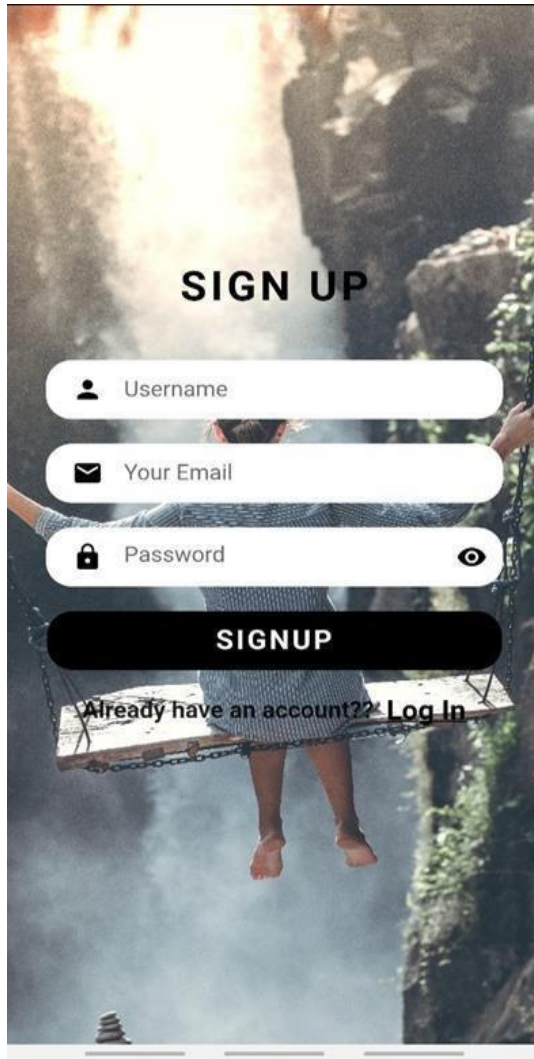 SIGN UP
Username
Your Email
Password
SIGNUP
Already have an account?? Log In